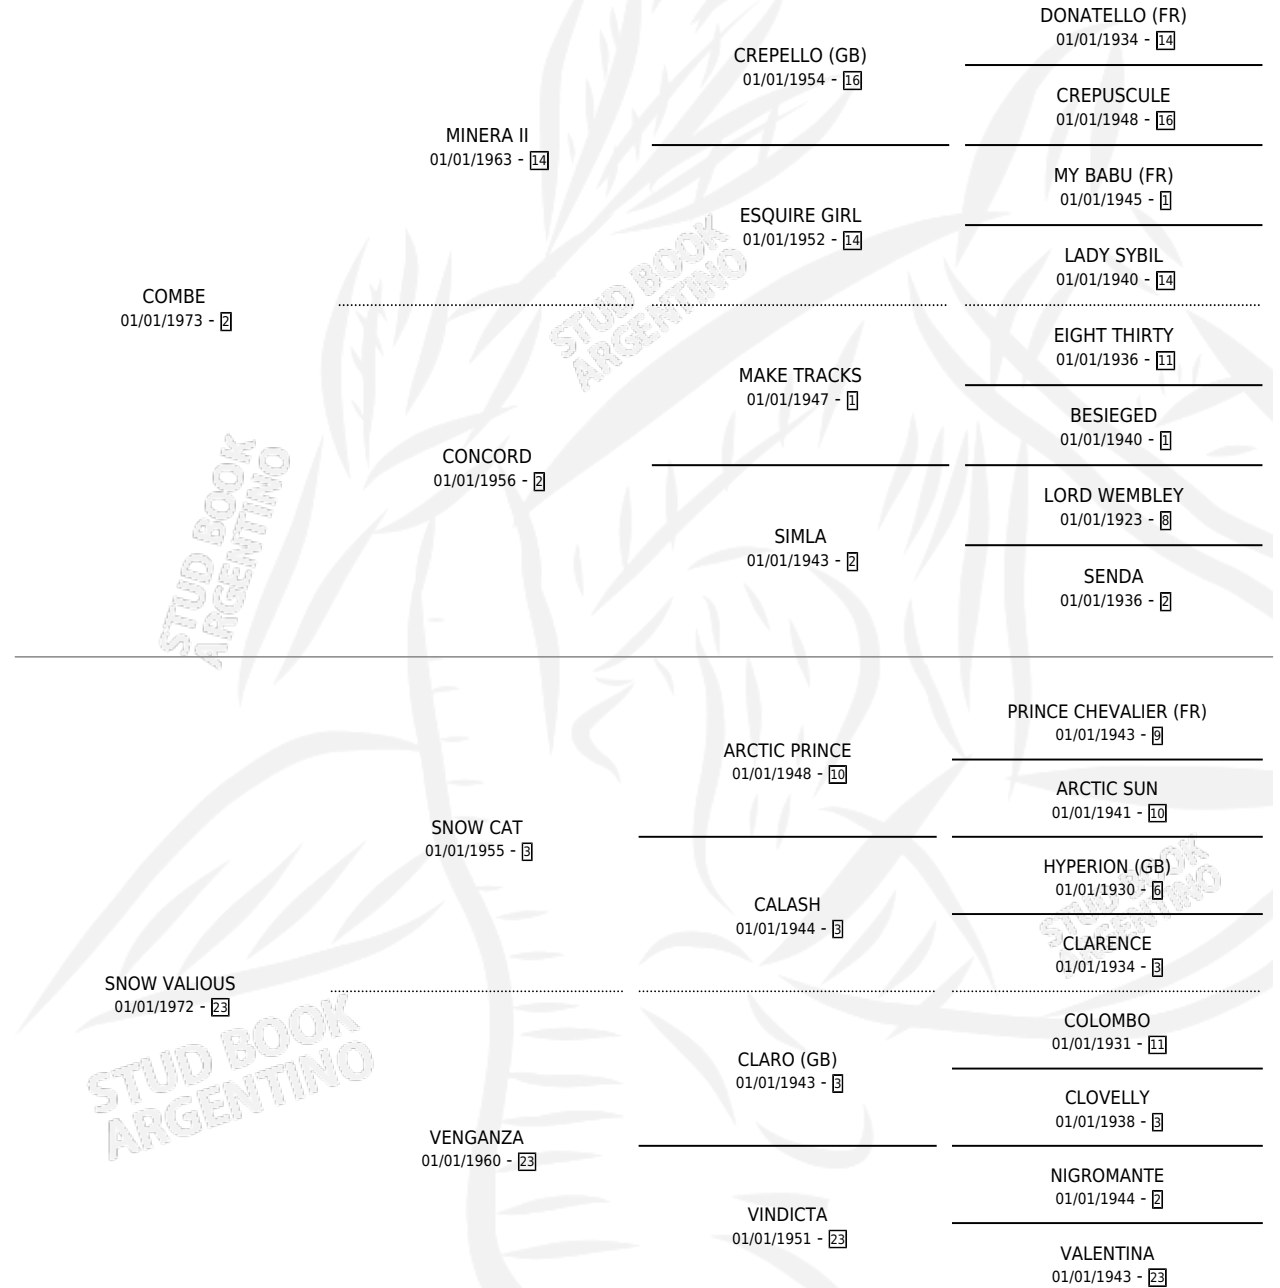 DONATELLO (FR)
01/01/1934 - 14
CREPELLO (GB)
01/01/1954 - 16
CREPUSCULE
01/01/1948 - 16
MINERA II
01/01/1963 - 14
MY BABU (FR)
01/01/1945 - 1
ESQUIRE GIRL
01/01/1952 - 14
LADY SYBIL
01/01/1940 - 14
COMBE
01/01/1973 - 2
STUD BOOK
ARGENTINO
EIGHT THIRTY
01/01/1936 - 11
MAKE TRACKS
01/01/1947 - 1
BESIEGED
01/01/1940 - 1
CONCORD
01/01/1956 - 2
LORD WEMBLEY
01/01/1923 - 8
SIMLA
01/01/1943 - 2
SENDA
01/01/1936 - 2
STUD BOOK
ARGENTINO
PRINCE CHEVALIER (FR)
01/01/1943 - 9
ARCTIC PRINCE
01/01/1948 - 10
ARCTIC SUN
01/01/1941 - 10
SNOW CAT
01/01/1955 - 3
HYPERION (GB)
01/01/1930 - 6
CALASH
01/01/1944 - 3
CLARENCE
01/01/1934 - 3
STUD BOOK
ARGENTINO
SNOW VALIOUS
01/01/1972 - 23
COLOMBO
01/01/1931 - 11
CLARO (GB)
01/01/1943 - 3
CLOVELLY
01/01/1938 - 3
STUD BOOK
ARGENTINO
VENGANZA
01/01/1960 - 23
NIGROMANTE
01/01/1944 - 2
VINDICTA
01/01/1951 - 23
VALENTINA
01/01/1943 - 23